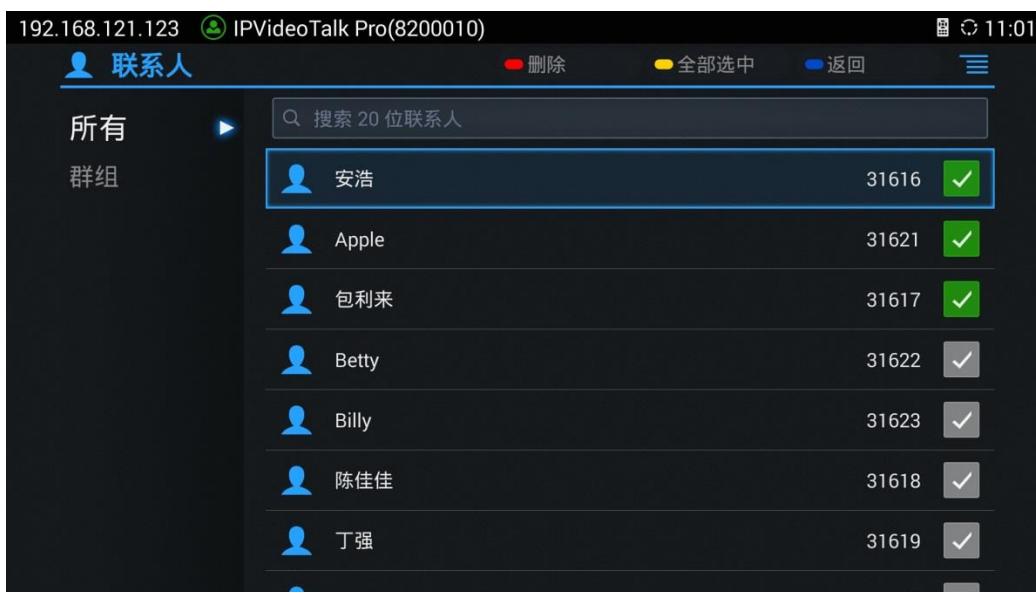 192.168.121.123 IPVideoTalk Pro(8200010) 11:01
联系人 删除 全部选中 返回
所有
群组
搜索 20 位联系人
安浩 31616
Apple 31621
包利来 31617
Betty 31622
Billy 31623
陈佳佳 31618
丁强 31619